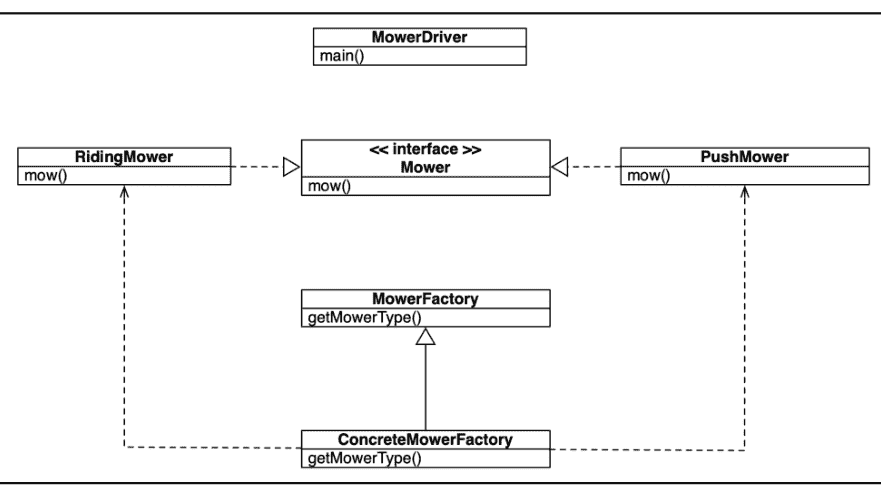 MowerDriver
main()
RidingMower
mow()
<< interface >>
Mower
mow()
PushMower
mow()
MowerFactory
getMowerType()
ConcreteMowerFactory
getMowerType()